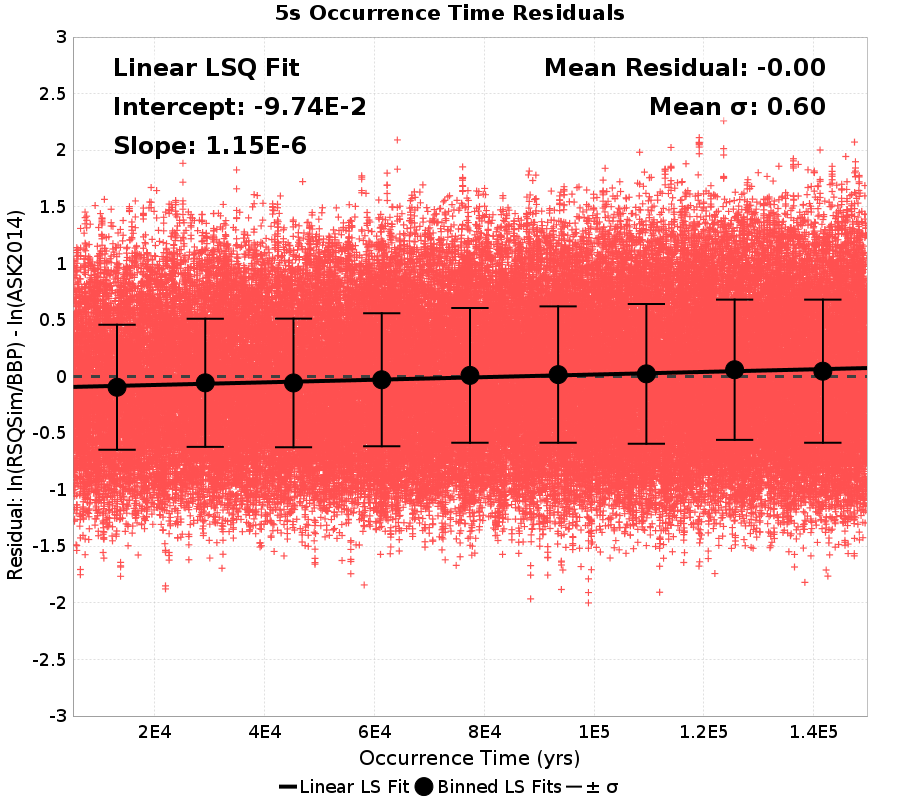 5s Occurrence Time Residuals
Linear LSQ Fit
Intercept: -9.74E-2
Slope: 1.15E-6
Mean Residual: -0.00
Mean σ: 0.60
Residual: ln(RSQSim/BBP) - ln(ASK2014)
3
2.5
2
1.5
1
0.5
0
-0.5
-1
-1.5
-2
-2.5
-3
2E4 4E4 6E4 8E4 1E5 1.2E5 1.4E5
Occurrence Time (yrs)
Linear LS Fit Binned LS Fits ± σ